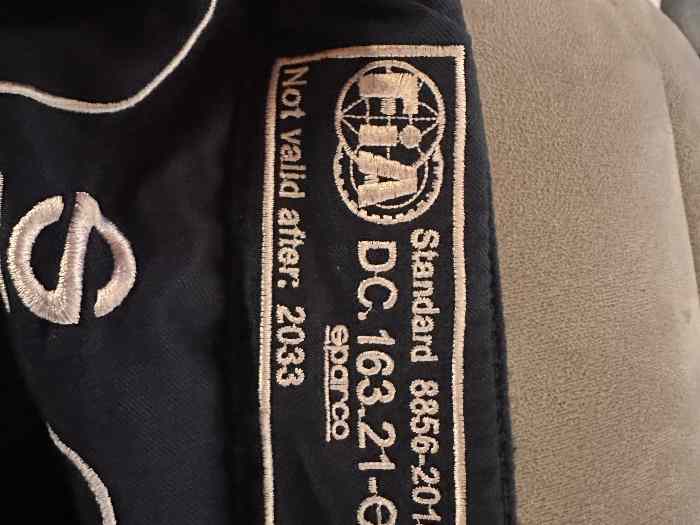 FiA
Standard 8856-201
DC.163.21-
sparco
Not valid after: 2033
S